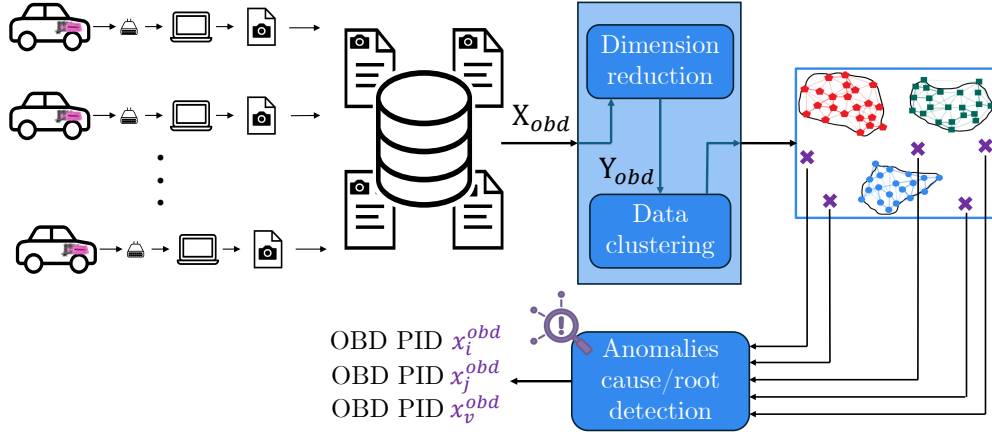 Dimension
reduction
X_obd
Y_obd
Data
clustering
OBD PID x_i^obd
OBD PID x_j^obd
OBD PID x_v^obd
Anomalies
cause/root
detection